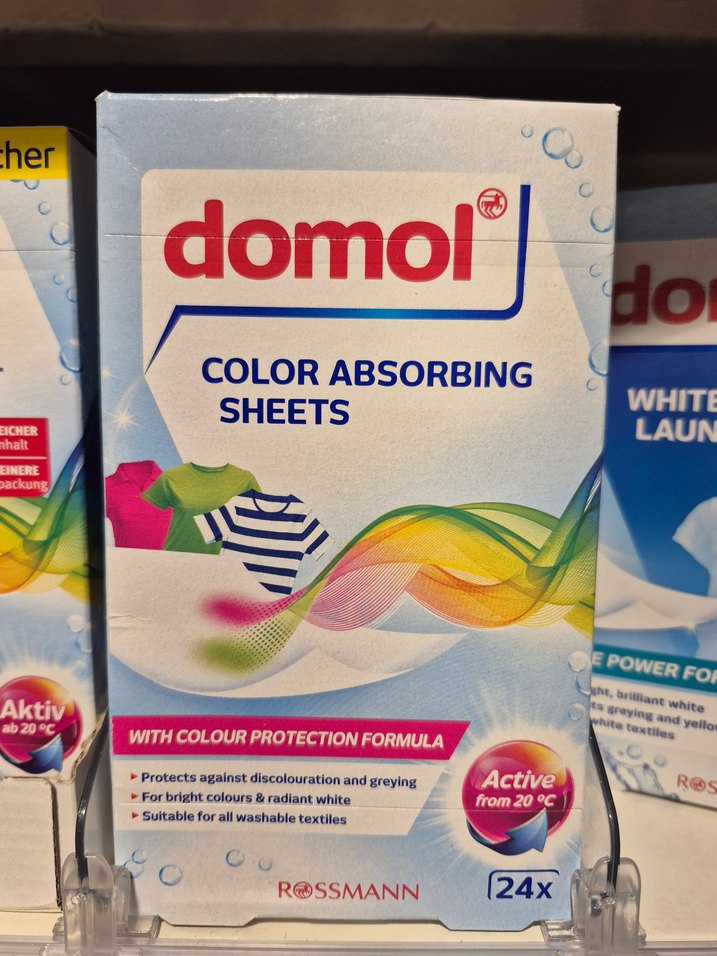 domol
COLOR ABSORBING
SHEETS
WITH COLOUR PROTECTION FORMULA
Protects against discolouration and greying
For bright colours & radiant white
Suitable for all washable textiles
Active
from 20 °C
ROSSMANN
24x
cher
EICHER
nhalt
EINERE
packung
Aktiv
ab 20 °C
dor
WHITE
LAUN
E POWER FOR
ght, brilliant white
ts greying and yellow
white textiles
ROS